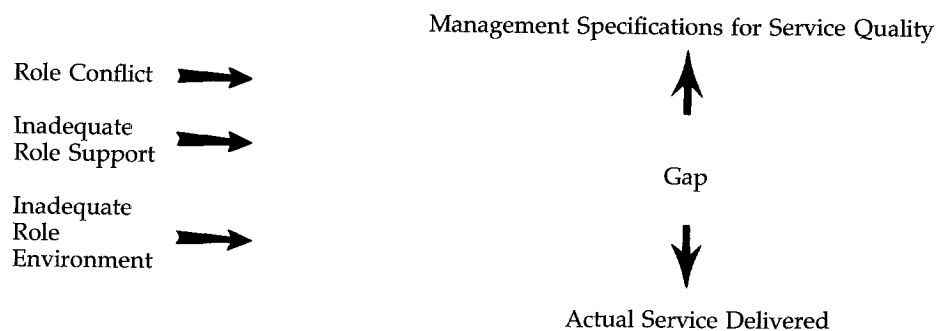 Management Specifications for Service Quality
Role Conflict
Inadequate
Role Support
Gap
Inadequate
Role
Environment
Actual Service Delivered